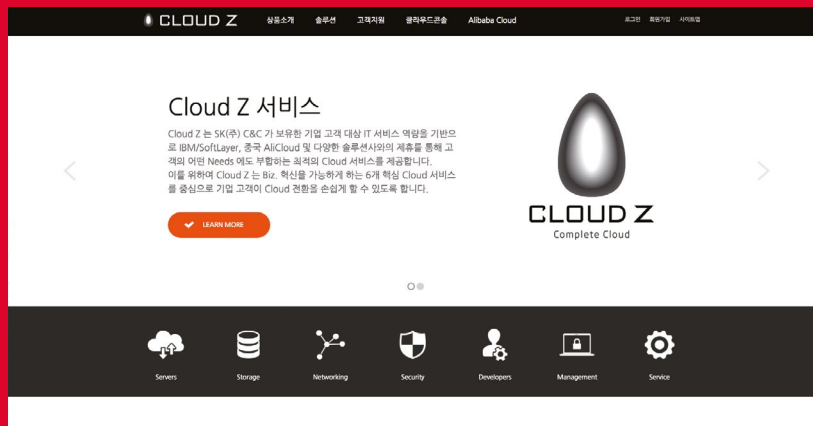 CLOUD Z 상품소개 솔루션 고객지원 클라우드콘솔 Alibaba Cloud 로그인 회원가입 사이트맵
Cloud Z 서비스
Cloud Z 는 SK(주) C&C 가 보유한 기업 고객 대상 IT 서비스 역량을 기반으
로 IBM/SoftLayer, 중국 AliCloud 및 다양한 솔루션사와의 제휴를 통해 고
객의 어떤 Needs 에도 부합하는 최적의 Cloud 서비스를 제공합니다.
이를 위하여 Cloud Z 는 Biz. 혁신을 가능하게 하는 6개 핵심 Cloud 서비스
를 중심으로 기업 고객이 Cloud 전환을 손쉽게 할 수 있도록 합니다.
LEARN MORE
CLOUD Z
Complete Cloud
Servers Storage Networking Security Developers Management Service